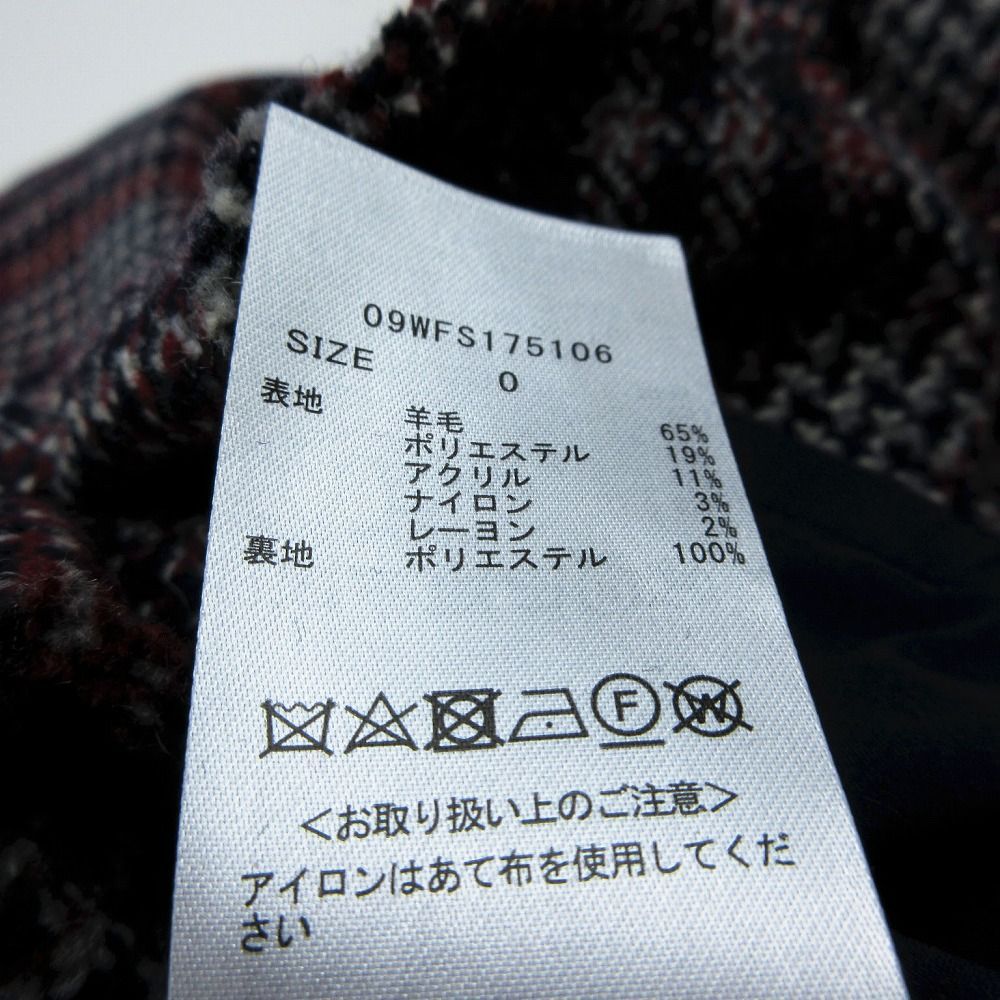 09WFS175106
SIZE 0
表地 羊毛 65%
ポリエステル 19%
アクリル 11%
ナイロン 3%
レーヨン 2%
裏地 ポリエステル 100%
F W
＜お取り扱い上のご注意＞
アイロンはあて布を使用してくだ
さい